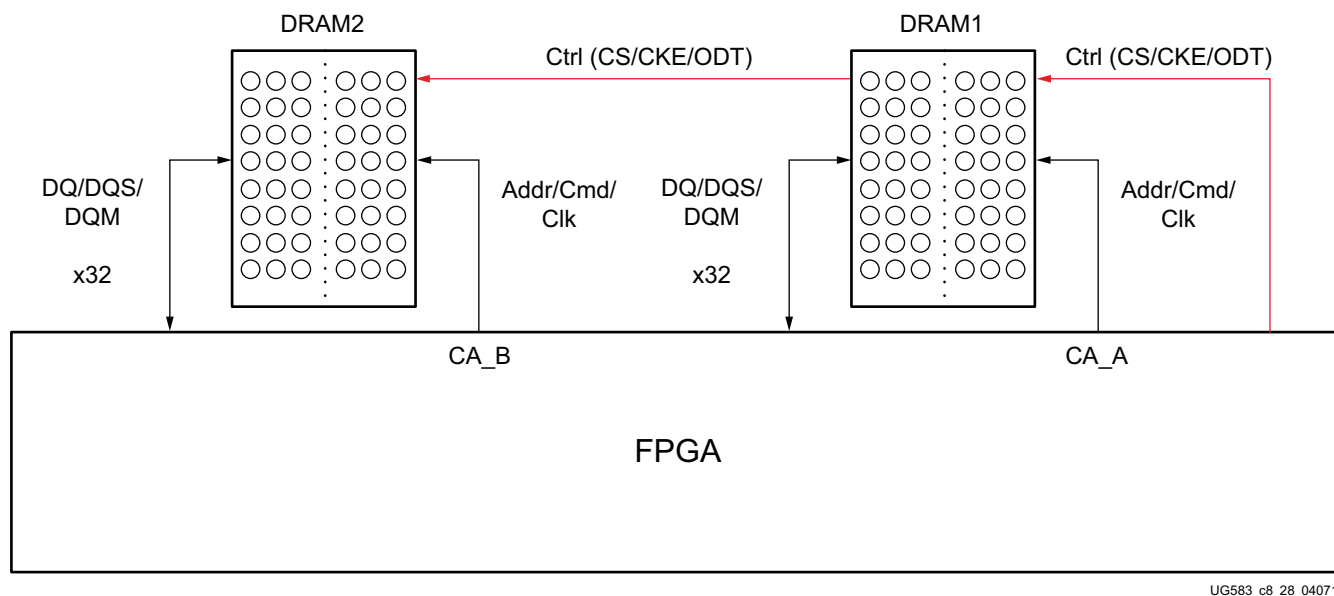 DRAM2
DRAM1
Ctrl (CS/CKE/ODT)
Ctrl (CS/CKE/ODT)
DQ/DQS/
DQM
x32
Addr/Cmd/
Clk
DQ/DQS/
DQM
x32
Addr/Cmd/
Clk
CA_B
CA_A
FPGA
UG583_c8_28_04071